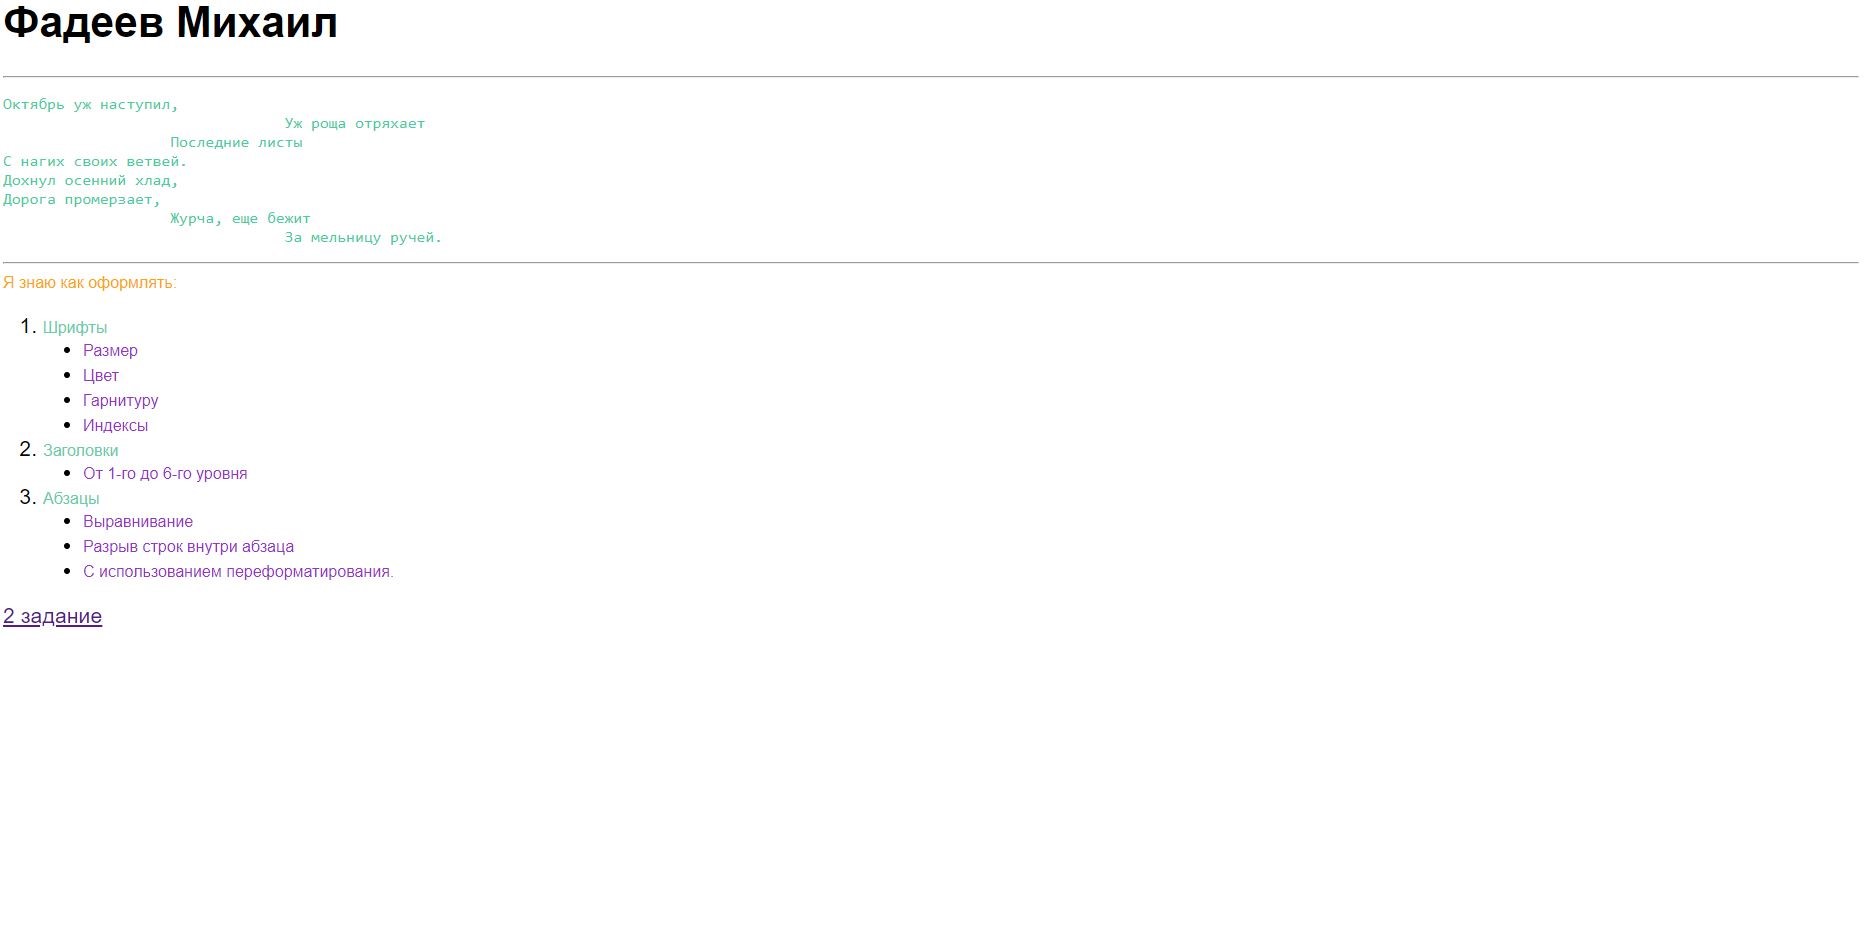 Фадеев Михаил
Октябрь уж наступил,
Уж роща отряхает
Последние листы
С нагих своих ветвей.
Дохнул осенний хлад,
Дорога промерзает,
Журча, еще бежит
За мельницу ручей.
Я знаю как оформлять:
1. Шрифты
• Размер
• Цвет
• Гарнитуру
• Индексы
2. Заголовки
• От 1-го до 6-го уровня
3. Абзацы
• Выравнивание
• Разрыв строк внутри абзаца
• С использованием переформатирования.
2 задание